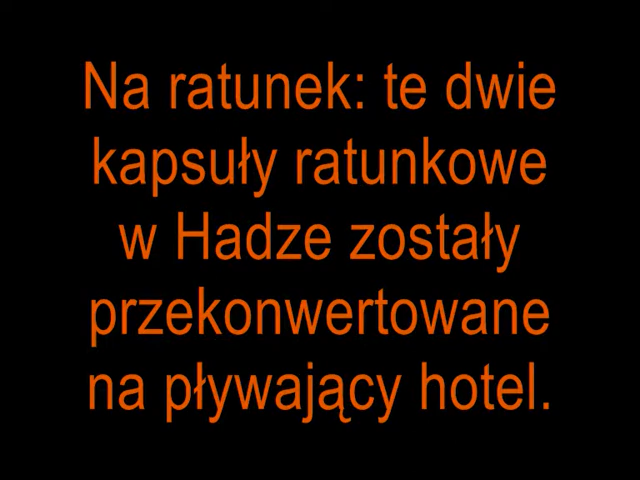 Na ratunek: te dwie
kapsuły ratunkowe
w Hadze zostały
przekonwertowane
na pływający hotel.